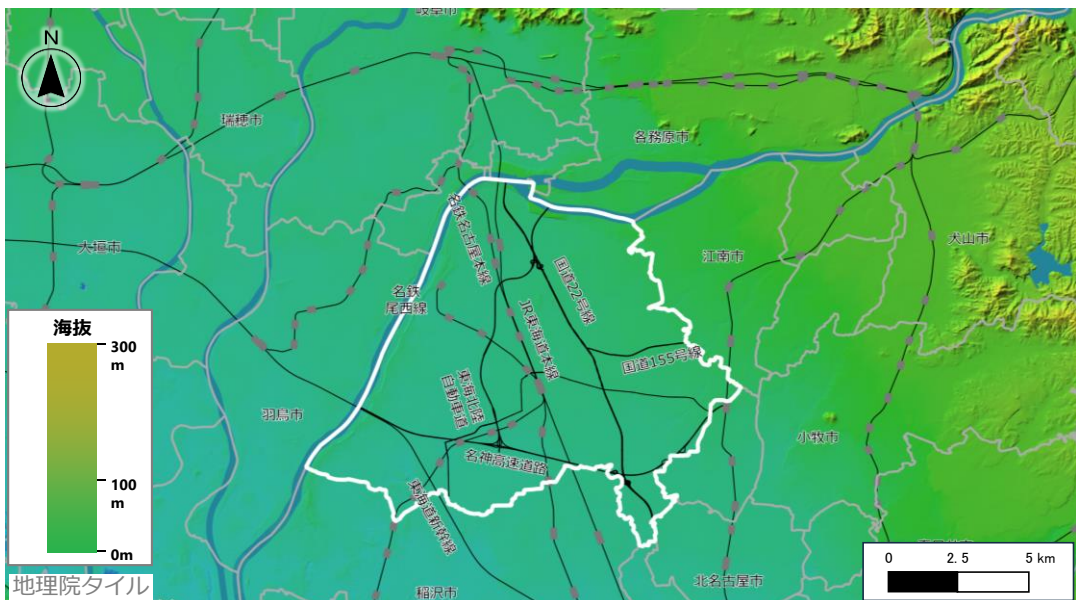 N
岐阜市
瑞穂市
各務原市
大垣市
名鉄名古屋本線
江南市
犬山市
名鉄
尾西線
国道22号線
JR東海道本線
国道155号線
海抜
300
m
100
m
0m
羽島市
東海北陸
自動車道
小牧市
名神高速道路
東海道新幹線
地理院タイル
稲沢市
北名古屋市
0 2.5 5 km